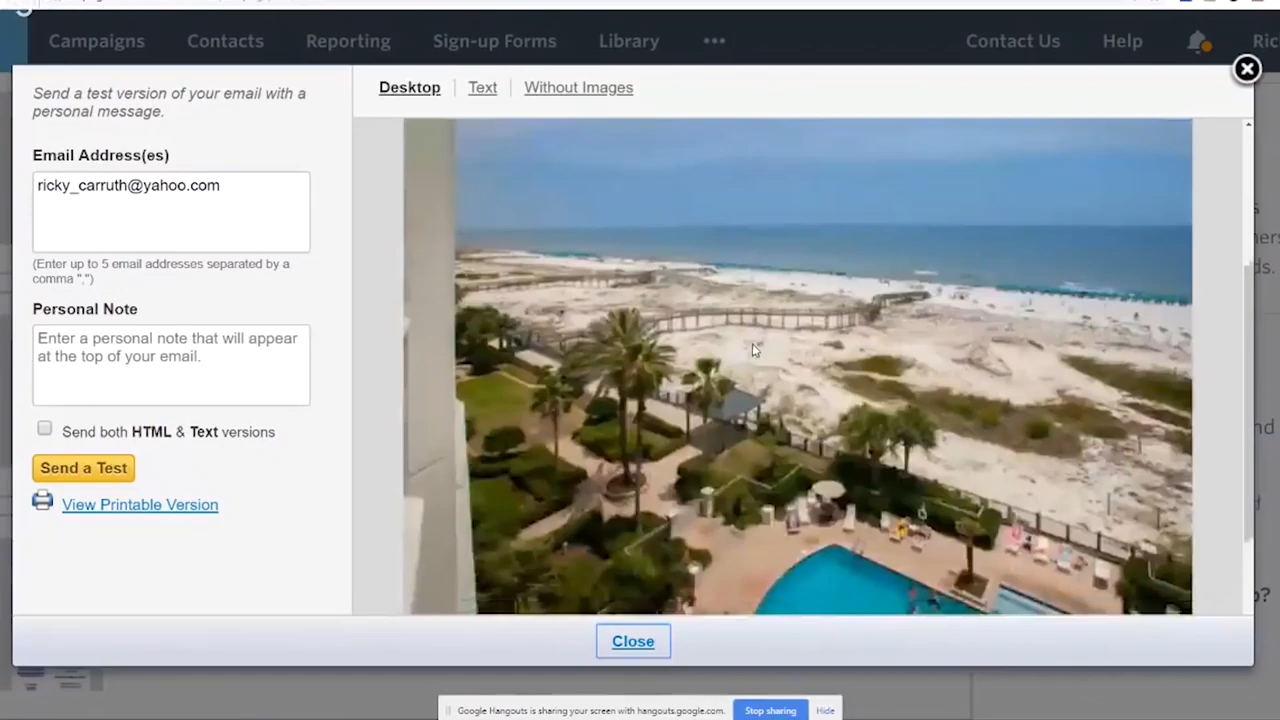 Campaigns Contacts Reporting Sign-up Forms Library ••• Contact Us Help Ric
Send a test version of your email with a
personal message.
Desktop | Text | Without Images
Email Address(es)
ricky_carruth@yahoo.com
(Enter up to 5 email addresses separated by a
comma ",")
Personal Note
Enter a personal note that will appear
at the top of your email.
Send both HTML & Text versions
Send a Test
View Printable Version
Close
Google Hangouts is sharing your screen with hangouts.google.com.
Stop sharing
Hide